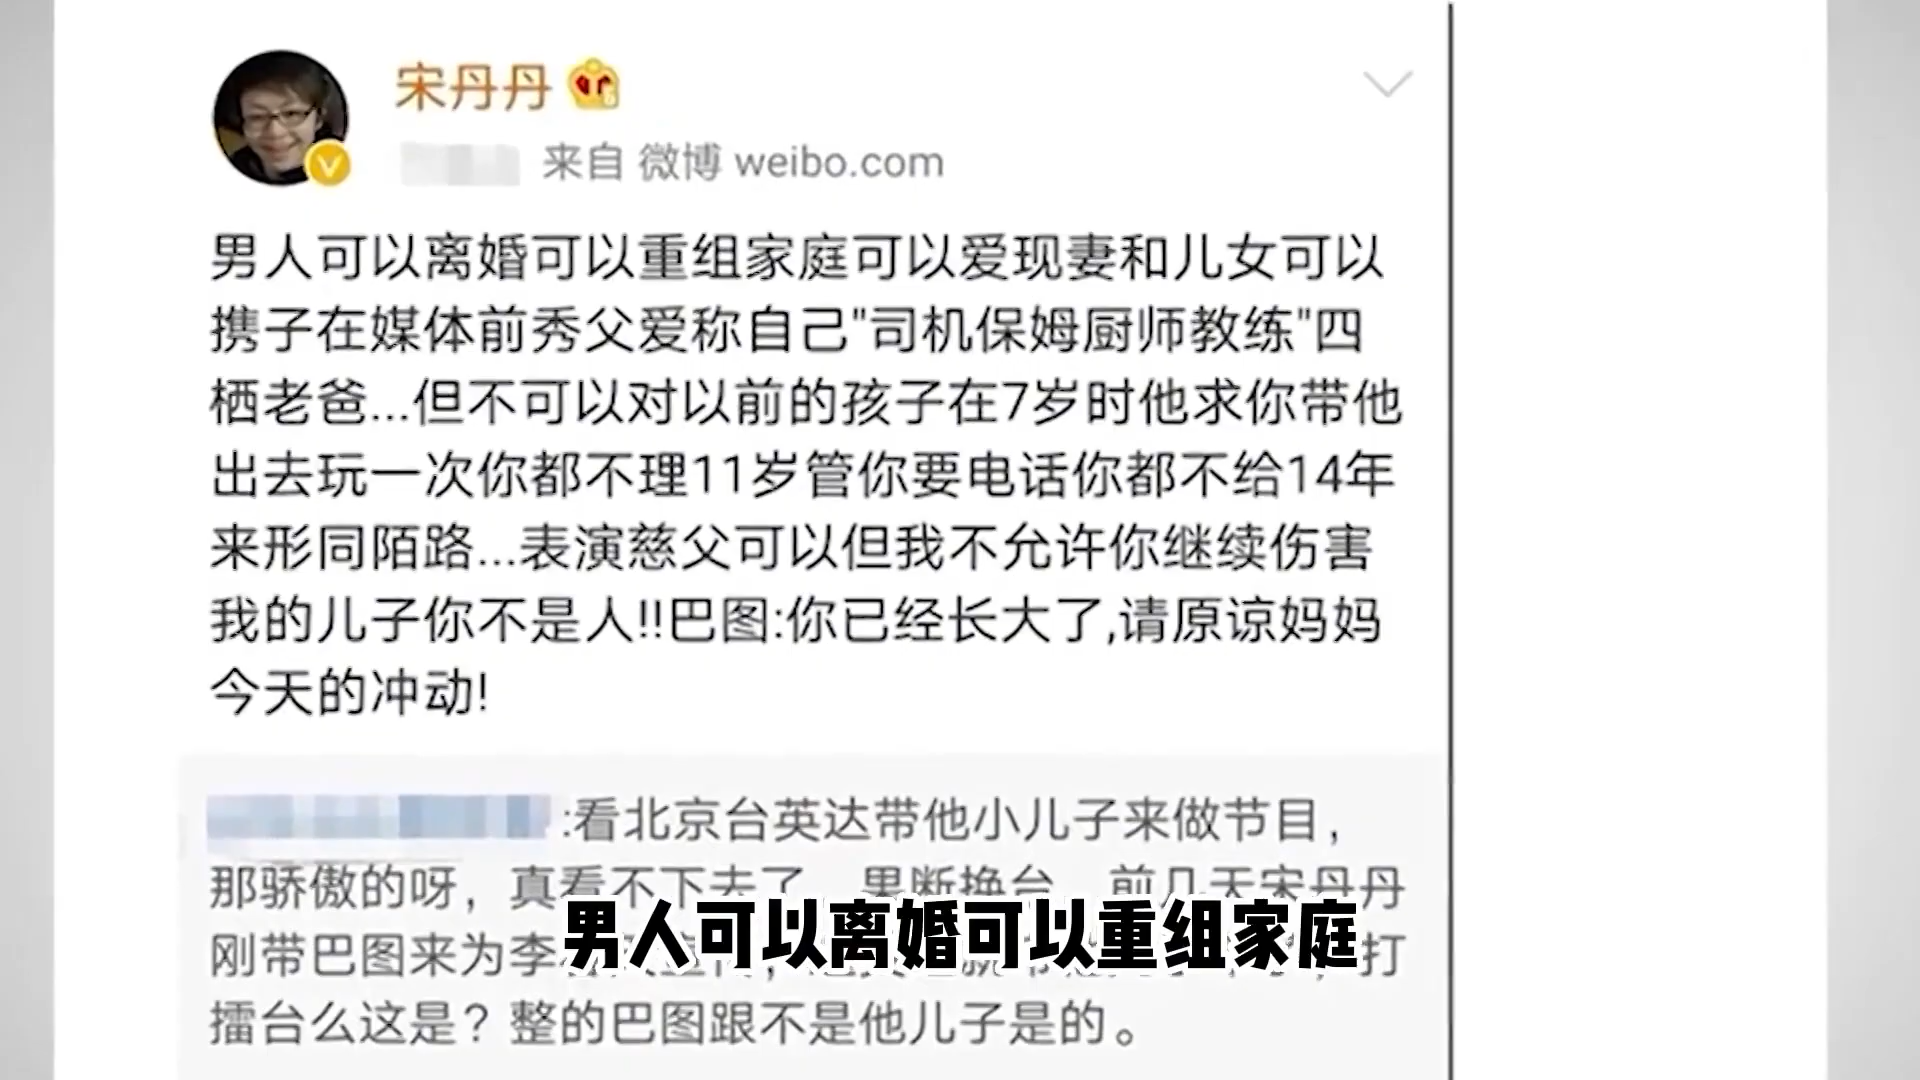 宋丹丹
来自 微博 weibo.com
男人可以离婚可以重组家庭可以爱现妻和儿女可以
携子在媒体前秀父爱称自己"司机保姆厨师教练"四
栖老爸...但不可以对以前的孩子在7岁时他求你带他
出去玩一次你都不理11岁管你要电话你都不给14年
来形同陌路...表演慈父可以但我不允许你继续伤害
我的儿子你不是人!!巴图:你已经长大了,请原谅妈妈
今天的冲动!
:看北京台英达带他小儿子来做节目，
那骄傲的呀，真看不下去了，果断换台，前几天宋丹丹
刚带巴图来为李
打
男人可以离婚可以重组家庭
擂台么这是？整的巴图跟不是他儿子是的。